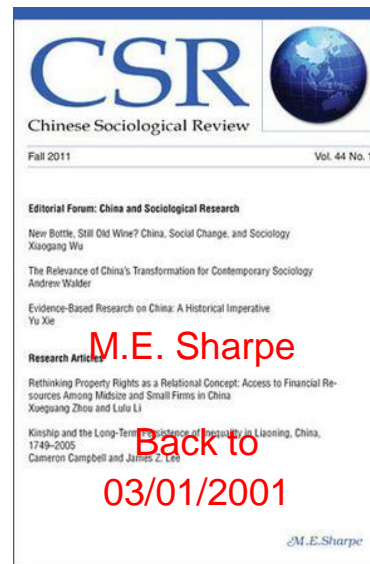 CSR
Chinese Sociological Review
Fall 2011 Vol. 44 No. 1
Editorial Forum: China and Sociological Research
New Bottle, Still Old Wine? China, Social Change, and Sociology
Xiaogang Wu
The Relevance of China's Transformation for Contemporary Sociology
Andrew Walder
Evidence-Based Research on China: A Historical Imperative
Yu Xie
M.E. Sharpe
Research Articles
Rethinking Property Rights as a Relational Concept: Access to Financial Re-
sources Among Midsize and Small Firms in China
Xueguang Zhou and Lulu Li
Kinship and the Long-Term Persistence of Inequality in Liaoning, China,
1749–2005
Cameron Campbell and James Z. Lee
Back to
03/01/2001
M.E.Sharpe